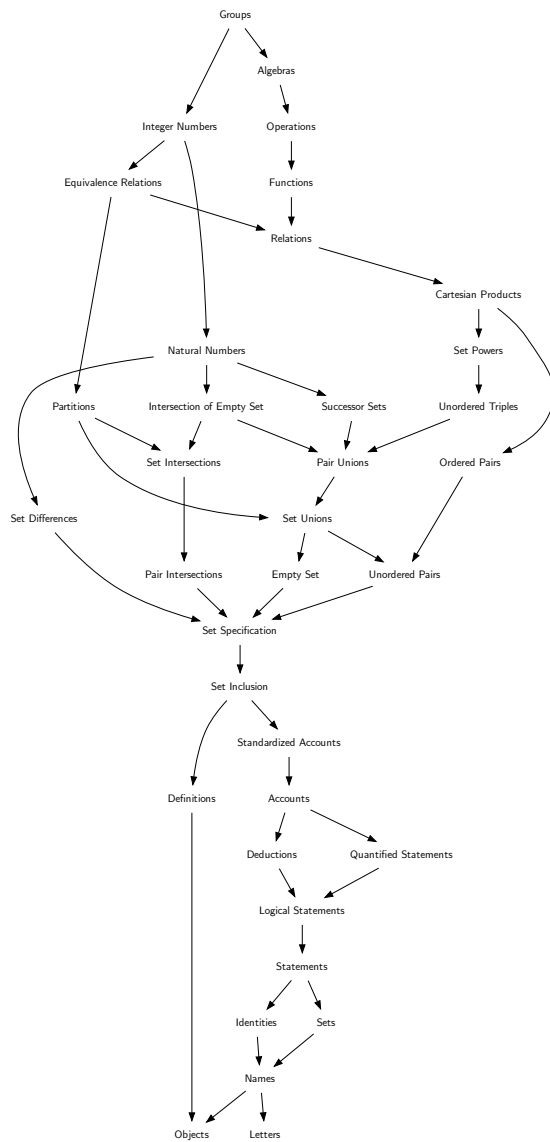 Groups
Algebras
Integer Numbers
Operations
Equivalence Relations
Functions
Relations
Cartesian Products
Natural Numbers
Set Powers
Partitions
Intersection of Empty Set
Successor Sets
Unordered Triples
Set Intersections
Pair Unions
Ordered Pairs
Set Differences
Set Unions
Pair Intersections
Empty Set
Unordered Pairs
Set Specification
Set Inclusion
Standardized Accounts
Definitions
Accounts
Deductions
Quantified Statements
Logical Statements
Statements
Identities
Sets
Names
Objects
Letters